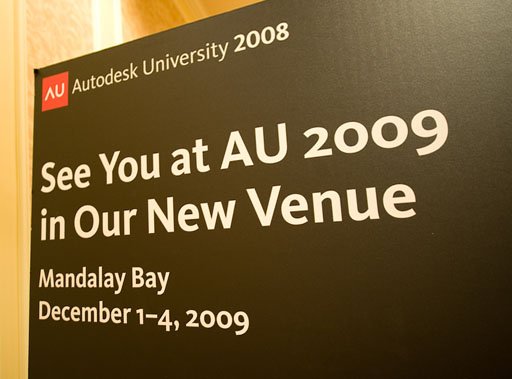 AU Autodesk University 2008
See You at AU 2009
in Our New Venue
Mandalay Bay
December 1–4, 2009